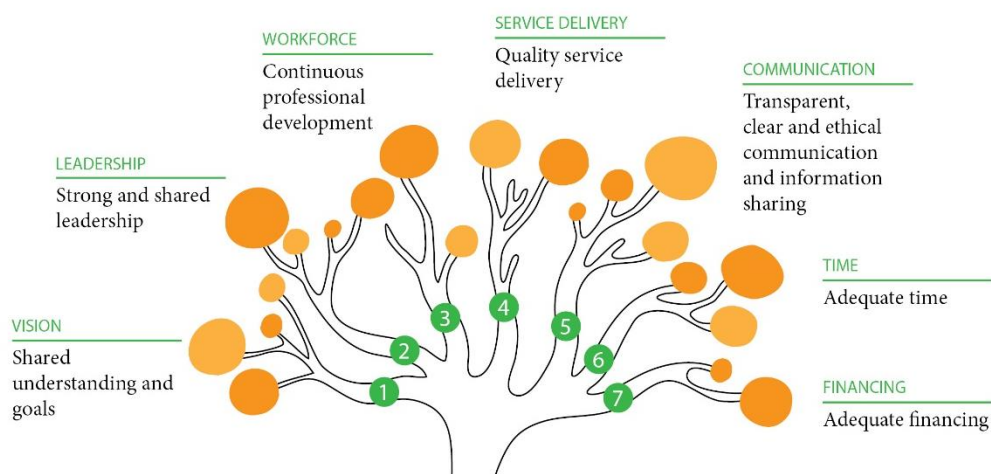 VISION
Shared
understanding and
goals
LEADERSHIP
Strong and shared
leadership
WORKFORCE
Continuous
professional
development
SERVICE DELIVERY
Quality service
delivery
COMMUNICATION
Transparent,
clear and ethical
communication
and information
sharing
TIME
Adequate time
FINANCING
Adequate financing
1
2
3
4
5
6
7